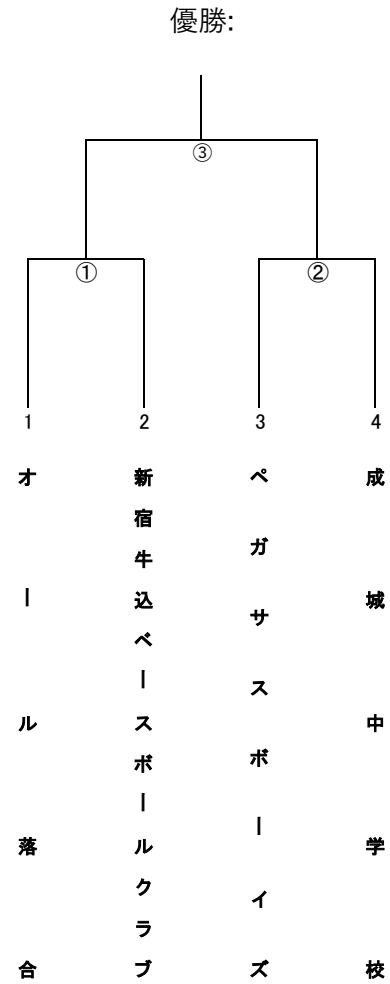 優勝:
③
① ②
1 2 3 4
オール落合
新宿牛込ベースボールクラブ
ペガサスボーイズ
成城中学校